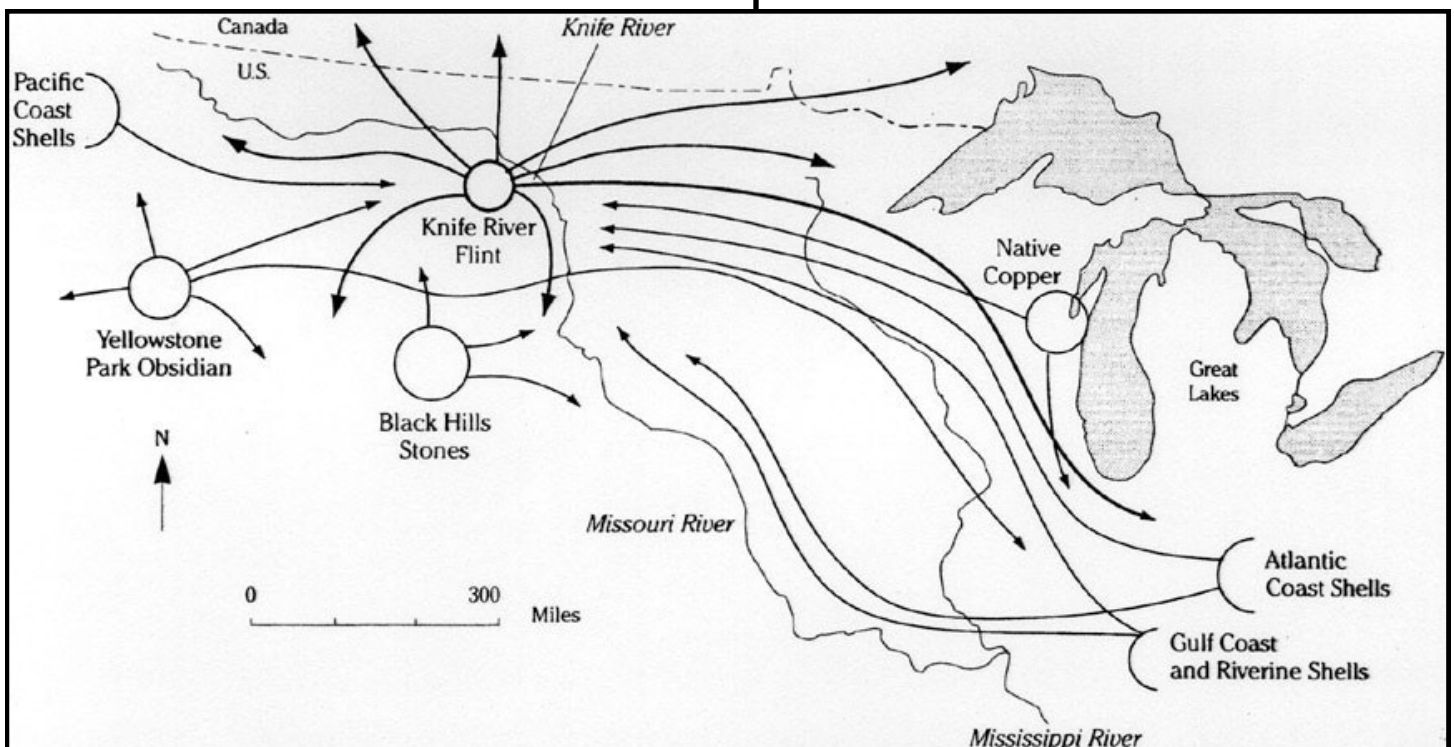 Canada
Knife River
U.S.
Pacific
Coast
Shells
Knife River
Flint
Native
Copper
Yellowstone
Park Obsidian
Great
Lakes
Black Hills
Stones
N
Missouri River
0 300
Miles
Atlantic
Coast Shells
Gulf Coast
and Riverine Shells
Mississippi River